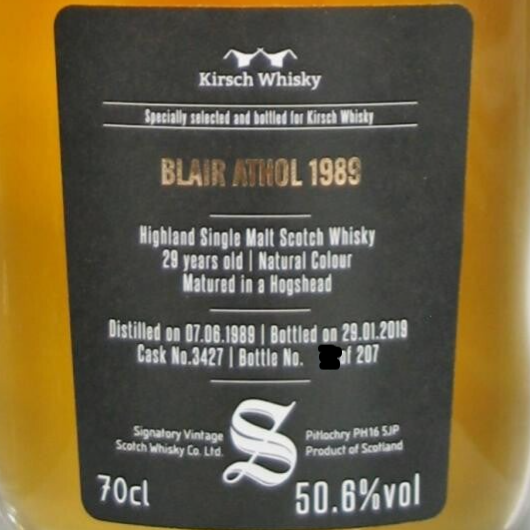 Kirsch Whisky
Specially selected and bottled for Kirsch Whisky
BLAIR ATHOL 1989
Highland Single Malt Scotch Whisky
29 years old | Natural Colour
Matured in a Hogshead
Distilled on 07.06.1989 | Bottled on 29.01.2019
Cask No.3427 | Bottle No. of 207
Signatory Vintage
Scotch Whisky Co. Ltd.
S
Pitlochry PH16 5JP
Product of Scotland
70cl
50.6%vol